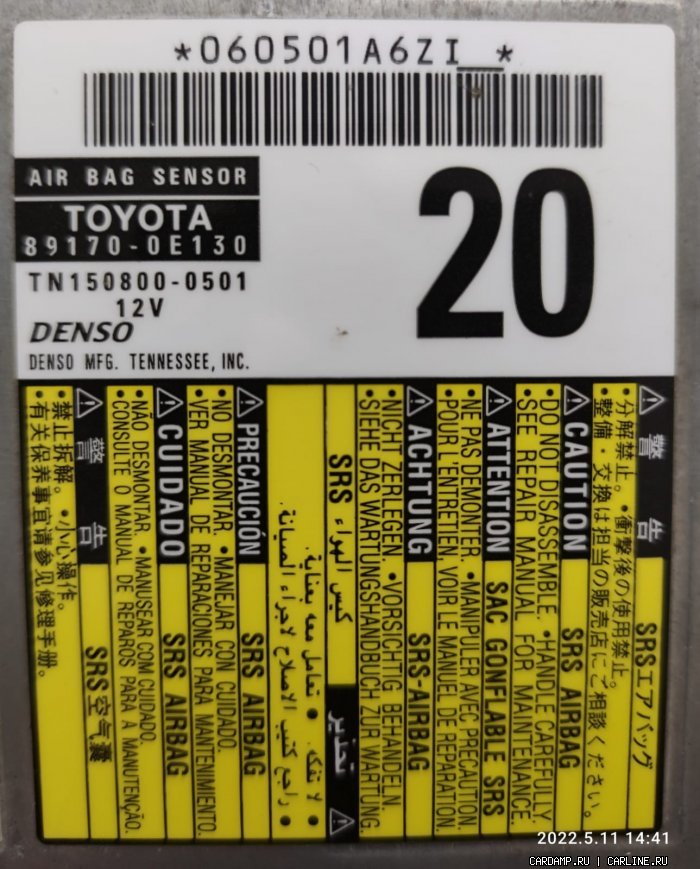 *060501A6ZI__*
AIR BAG SENSOR
TOYOTA
89170-0E130
TN150800-0501
12V
DENSO
DENSO MFG. TENNESSEE, INC.
20
⚠ 警告 SRSエアバッグ
•分解禁止。•衝撃後の使用禁止。
•整備・交換は担当の販売店にご相談ください。
⚠ CAUTION SRS AIRBAG
•DO NOT DISASSEMBLE. •HANDLE CAREFULLY.
•SEE REPAIR MANUAL FOR MAINTENANCE.
⚠ ATTENTION SAC GONFLABLE SRS
•NE PAS DEMONTER. •MANIPULER AVEC PRECAUTION.
•POUR L'ENTRETIEN, VOIR LE MANUEL DE REPARATION.
⚠ ACHTUNG SRS-AIRBAG
•NICHT ZERLEGEN. •VORSICHTIG BEHANDELN.
•SIEHE DAS WARTUNGSHANDBUCH ZUR WARTUNG.
⚠ تحذير كيس الهواء SRS
• لا تفكه. • تعامل معه بعناية.
• راجع كتيب الاصلاح لاجراء الصيانة.
⚠ PRECAUCIÓN SRS AIRBAG
•NO DESMONTAR. •MANEJAR CON CUIDADO.
•VER MANUAL DE REPARACIONES PARA MANTENIMIENTO.
⚠ CUIDADO SRS AIRBAG
•NÃO DESMONTAR. •MANUSEAR COM CUIDADO.
•CONSULTE O MANUAL DE REPAROS PARA A MANUTENÇÃO.
⚠ 警告 SRS空气囊
•禁止拆解。•小心操作。
•有关保养事宜请参见修理手册。
2022.5.11 14:41
CARDAMP.RU | CARLINE.RU